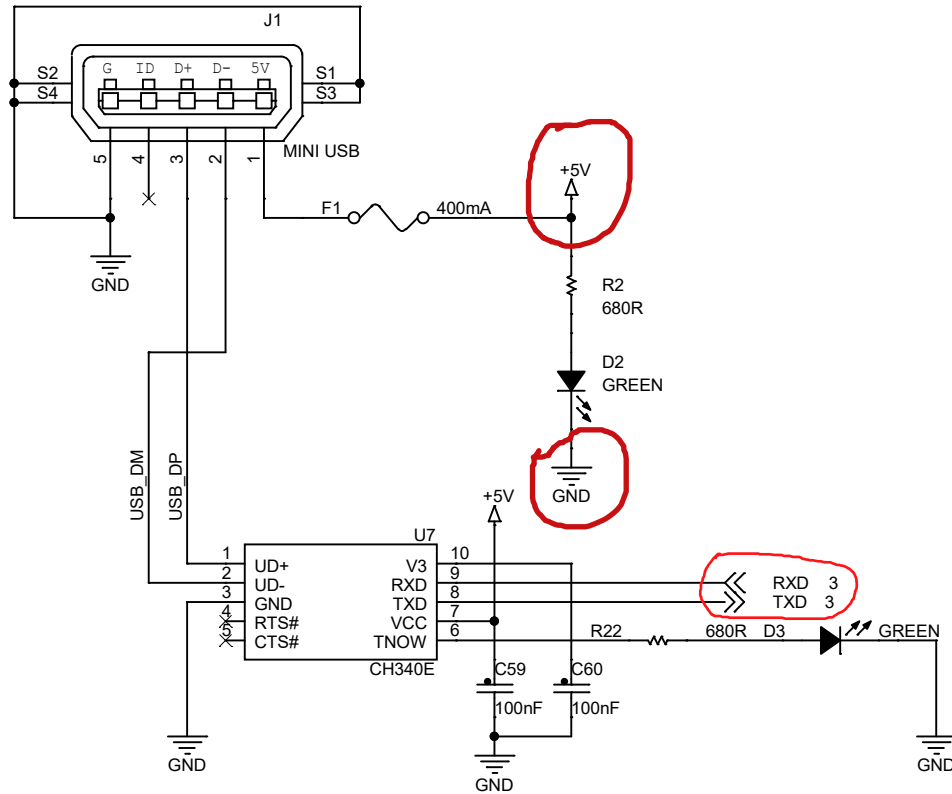 J1
G ID D+ D- 5V
S2
S4
S1
S3
MINI USB
5
4
3
2
1
F1
400mA
+5V
GND
R2
680R
D2
GREEN
GND
USB_DM
USB_DP
+5V
U7
1 UD+
2 UD-
3 GND
4 RTS#
5 CTS#
V3 10
RXD 9
TXD 8
VCC 7
TNOW 6
CH340E
RXD 3
TXD 3
R22
680R
D3
GREEN
C59
100nF
C60
100nF
GND
GND
GND